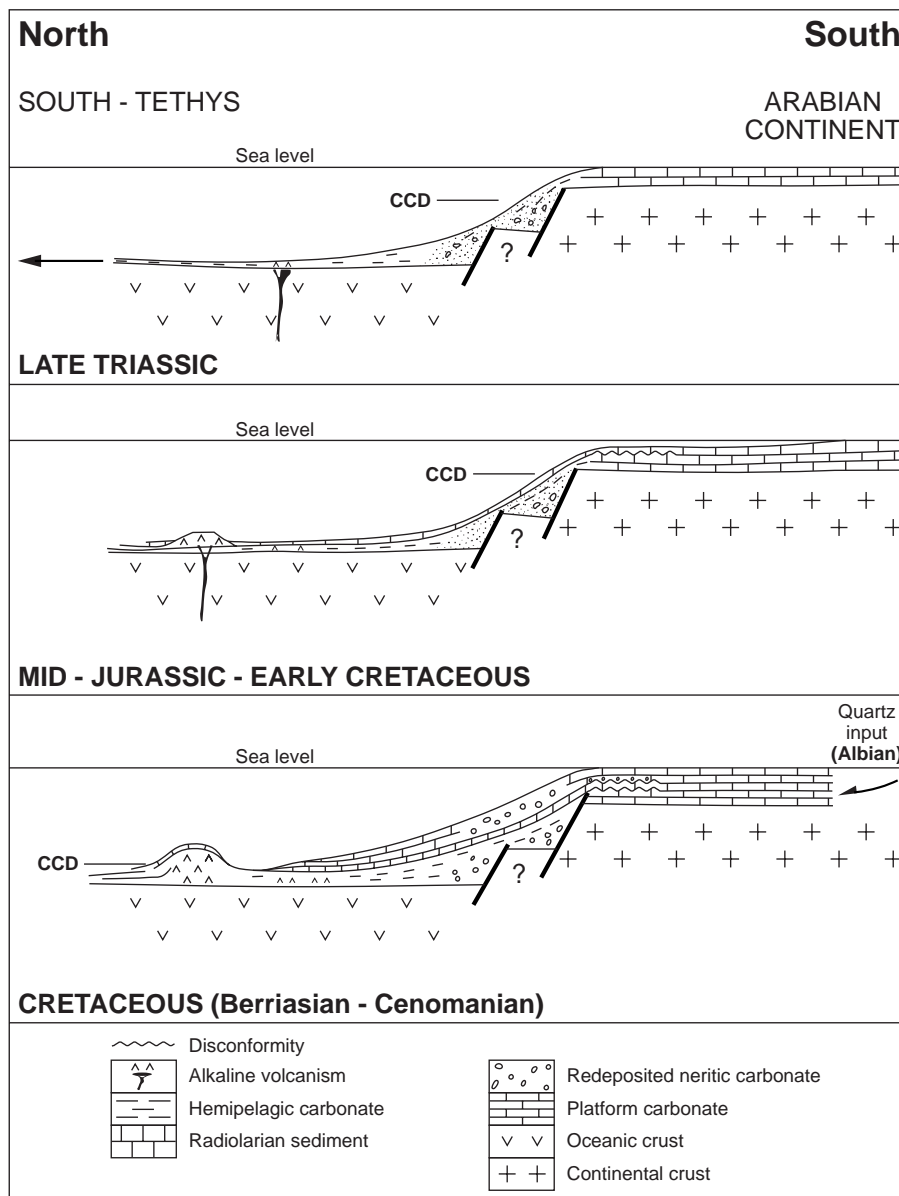 North
South
SOUTH - TETHYS
ARABIAN
CONTINENT
Sea level
CCD
?
LATE TRIASSIC
Sea level
CCD
?
MID - JURASSIC - EARLY CRETACEOUS
Quartz
input
(Albian)
Sea level
CCD
?
CRETACEOUS (Berriasian - Cenomanian)
Disconformity
Alkaline volcanism
Hemipelagic carbonate
Radiolarian sediment
Redeposited neritic carbonate
Platform carbonate
Oceanic crust
Continental crust